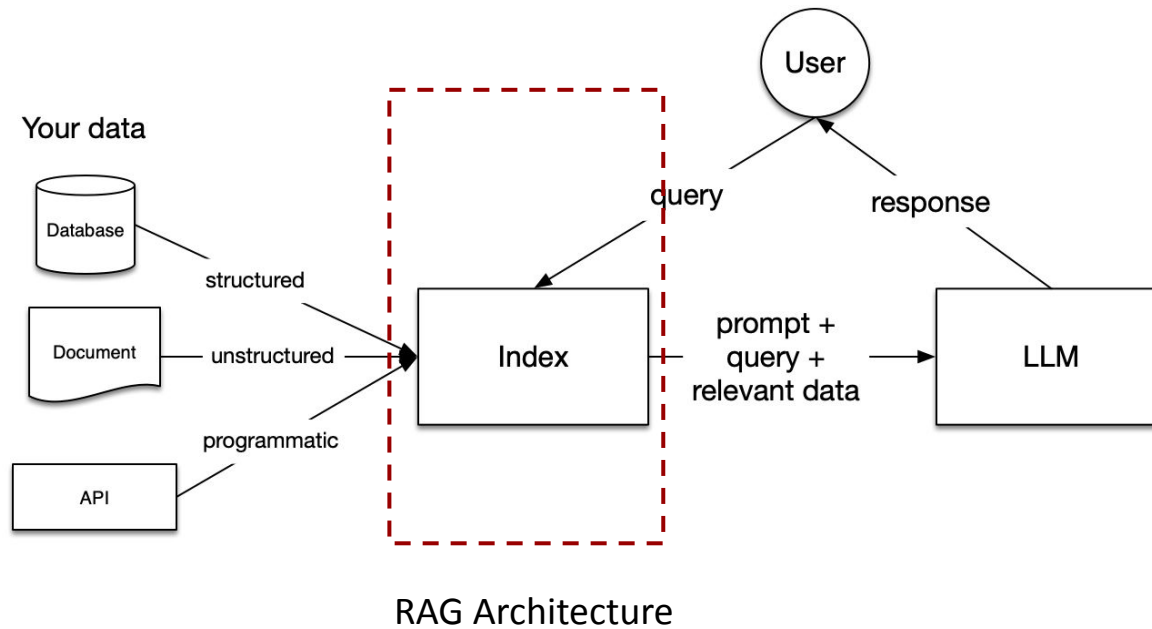 User
Your data
query
response
Database
structured
Document
unstructured
Index
prompt +
query +
relevant data
LLM
programmatic
API
RAG Architecture